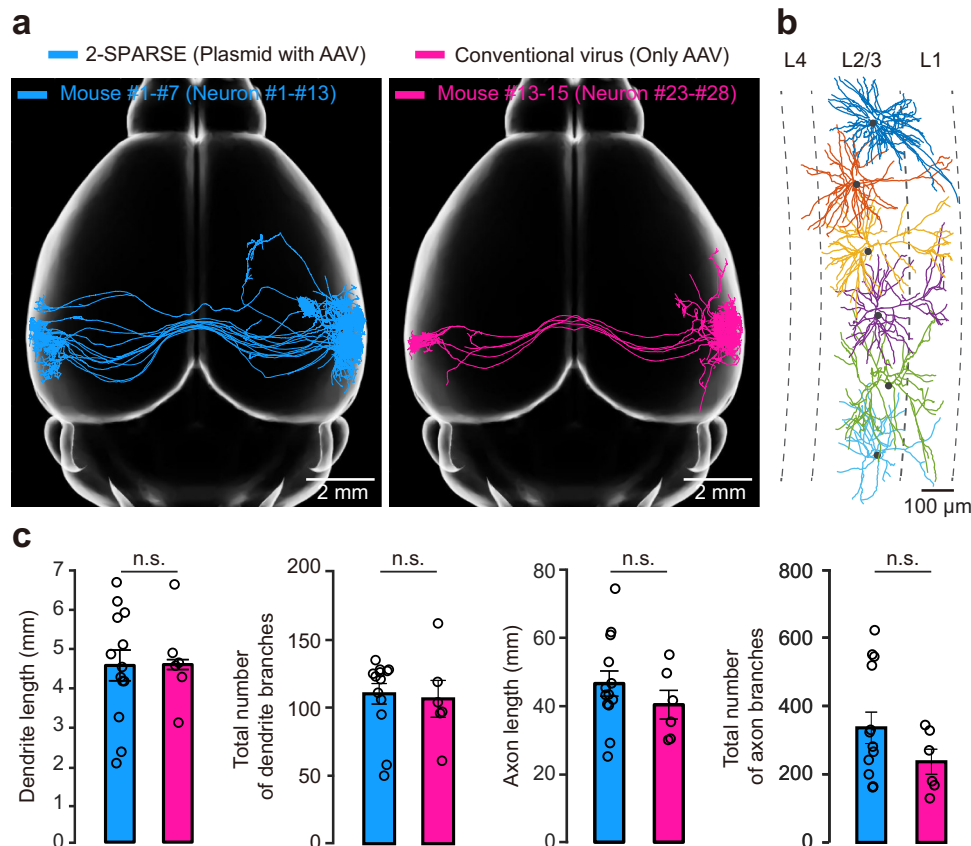 a
2-SPARSE (Plasmid with AAV)
Conventional virus (Only AAV)
Mouse #1-#7 (Neuron #1-#13)
Mouse #13-15 (Neuron #23-#28)
2 mm
2 mm
b
L4 L2/3 L1
100 µm
c
n.s.
Dendrite length (mm)
7
6
5
4
3
2
1
0
n.s.
Total number
of dendrite branches
200
150
100
50
0
n.s.
Axon length (mm)
80
60
40
20
0
n.s.
Total number
of axon branches
800
600
400
200
0